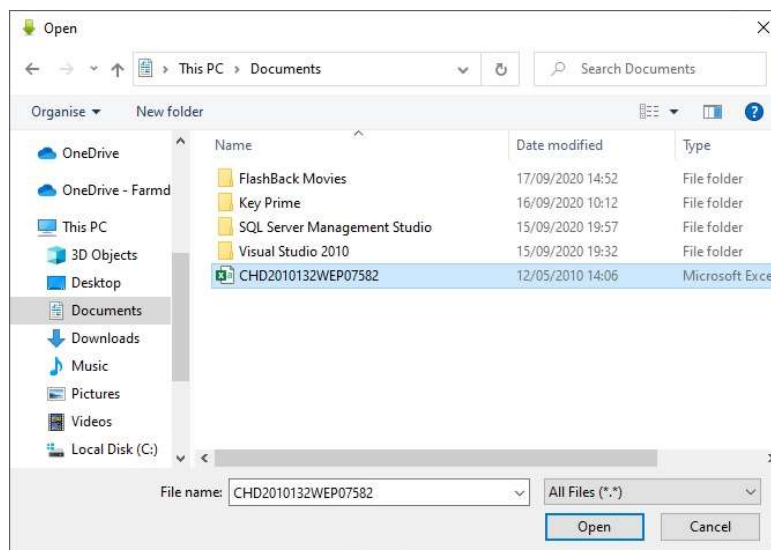 Open
This PC > Documents
Search Documents
Organise
New folder
OneDrive
OneDrive - Farmd
This PC
3D Objects
Desktop
Documents
Downloads
Music
Pictures
Videos
Local Disk (C:)
Name Date modified Type
FlashBack Movies 17/09/2020 14:52 File folder
Key Prime 16/09/2020 10:12 File folder
SQL Server Management Studio 15/09/2020 19:57 File folder
Visual Studio 2010 15/09/2020 19:32 File folder
CHD2010132WEP07582 12/05/2010 14:06 Microsoft Exce
File name: CHD2010132WEP07582 All Files (*.*)
Open Cancel